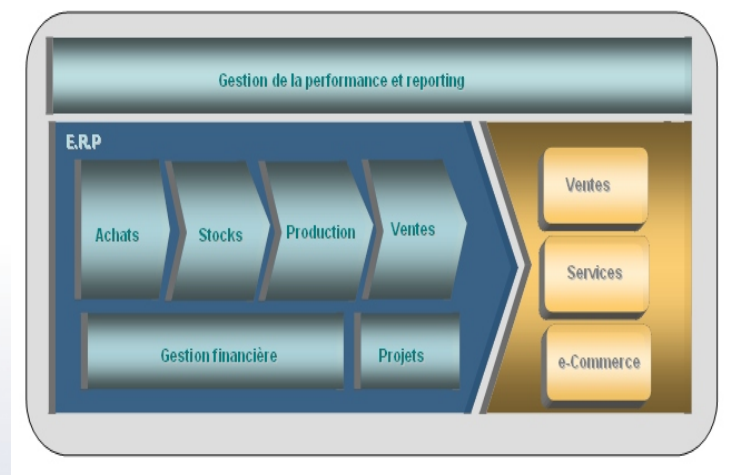 Gestion de la performance et reporting
E.R.P
Achats
Stocks
Production
Ventes
Gestion financière
Projets
Ventes
Services
e-Commerce